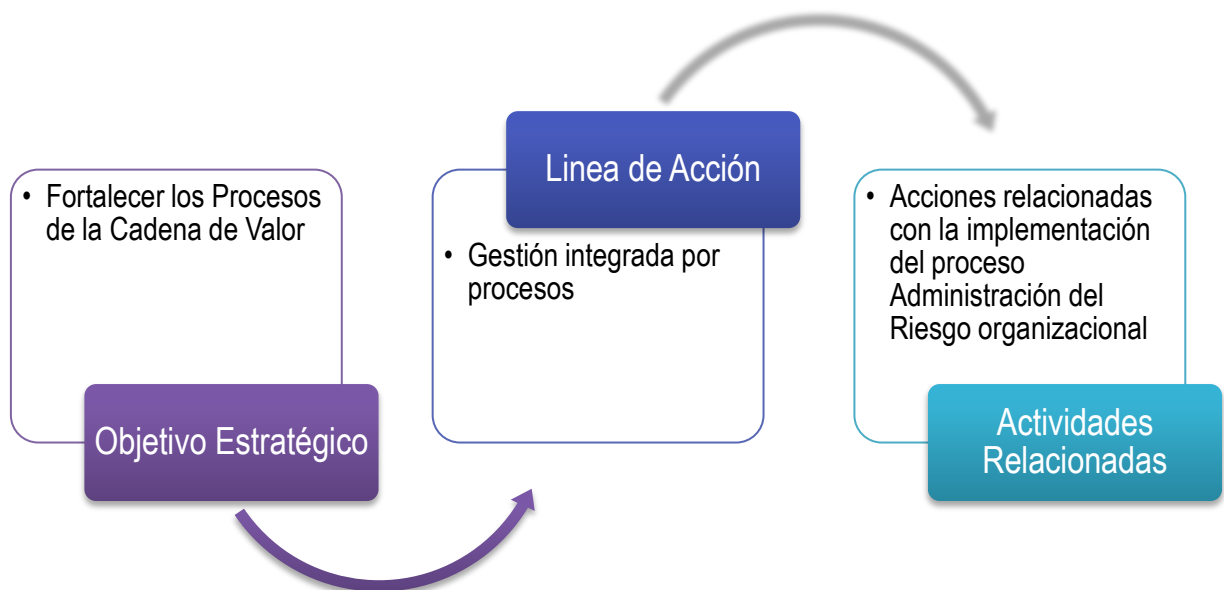 • Fortalecer los Procesos
de la Cadena de Valor
Objetivo Estratégico
Linea de Acción
• Gestión integrada por
procesos
• Acciones relacionadas
con la implementación
del proceso
Administración del
Riesgo organizacional
Actividades
Relacionadas